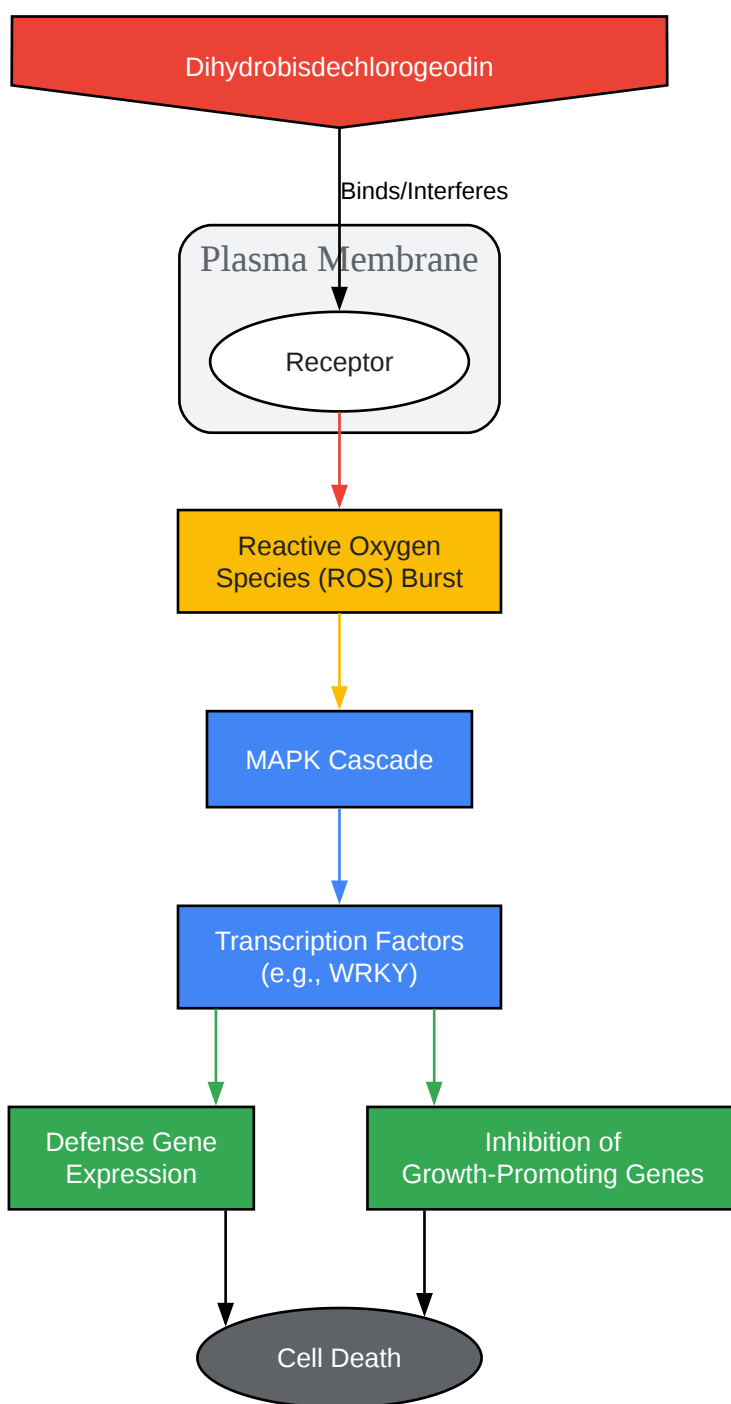 Dihydrobisdechlorogeodin
Binds/Interferes
Plasma Membrane
Receptor
Reactive Oxygen
Species (ROS) Burst
MAPK Cascade
Transcription Factors
(e.g., WRKY)
Defense Gene
Expression
Inhibition of
Growth-Promoting Genes
Cell Death